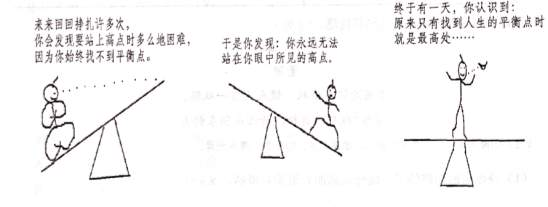 来来回回挣扎许多次，
你会发现要站上高点时多么地困难，
因为你始终找不到平衡点。
于是你发现：你永远无法
站在你眼中所见的高点。
终于有一天，你认识到：
原来只有找到人生的平衡点时
就是最高处……